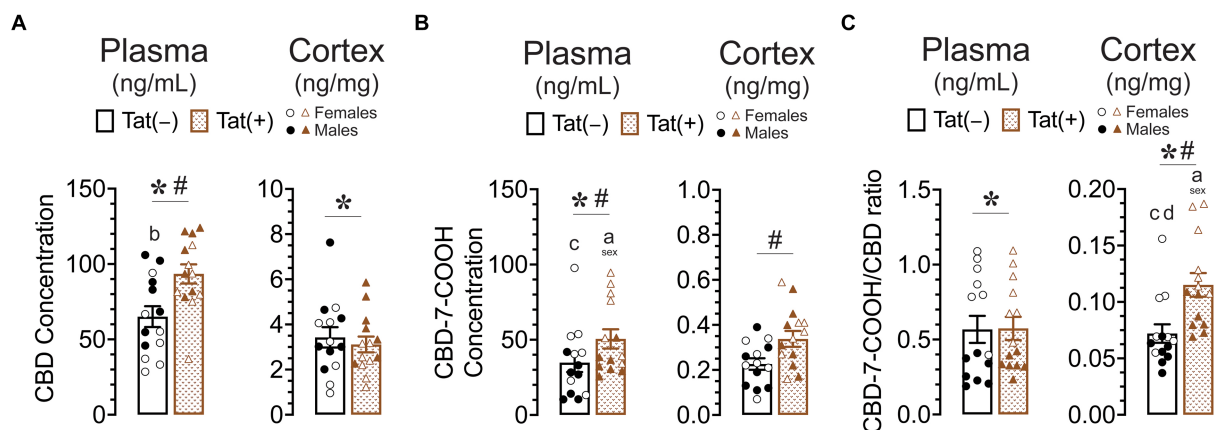 A
Plasma
(ng/mL)
Cortex
(ng/mg)
Tat(−)
Tat(+)
Females
Males
CBD Concentration
150
100
50
0
* #
b
10
8
6
4
2
0
*
B
Plasma
(ng/mL)
Cortex
(ng/mg)
Tat(−)
Tat(+)
Females
Males
CBD-7-COOH
Concentration
150
100
50
0
* #
c
a
sex
1.0
0.8
0.6
0.4
0.2
0.0
#
C
Plasma
(ng/mL)
Cortex
(ng/mg)
Tat(−)
Tat(+)
Females
Males
CBD-7-COOH/CBD ratio
1.5
1.0
0.5
0.0
*
0.20
0.15
0.10
0.05
0.00
* #
a
sex
c d